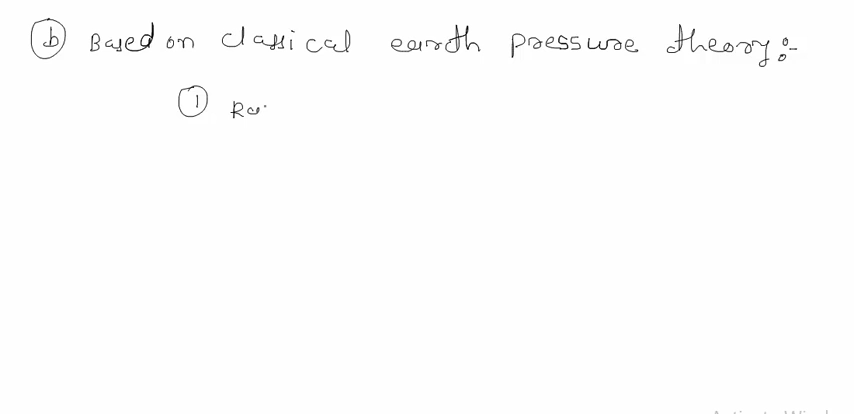 (b) Based on classical earth pressure theory:-
(1) Ra